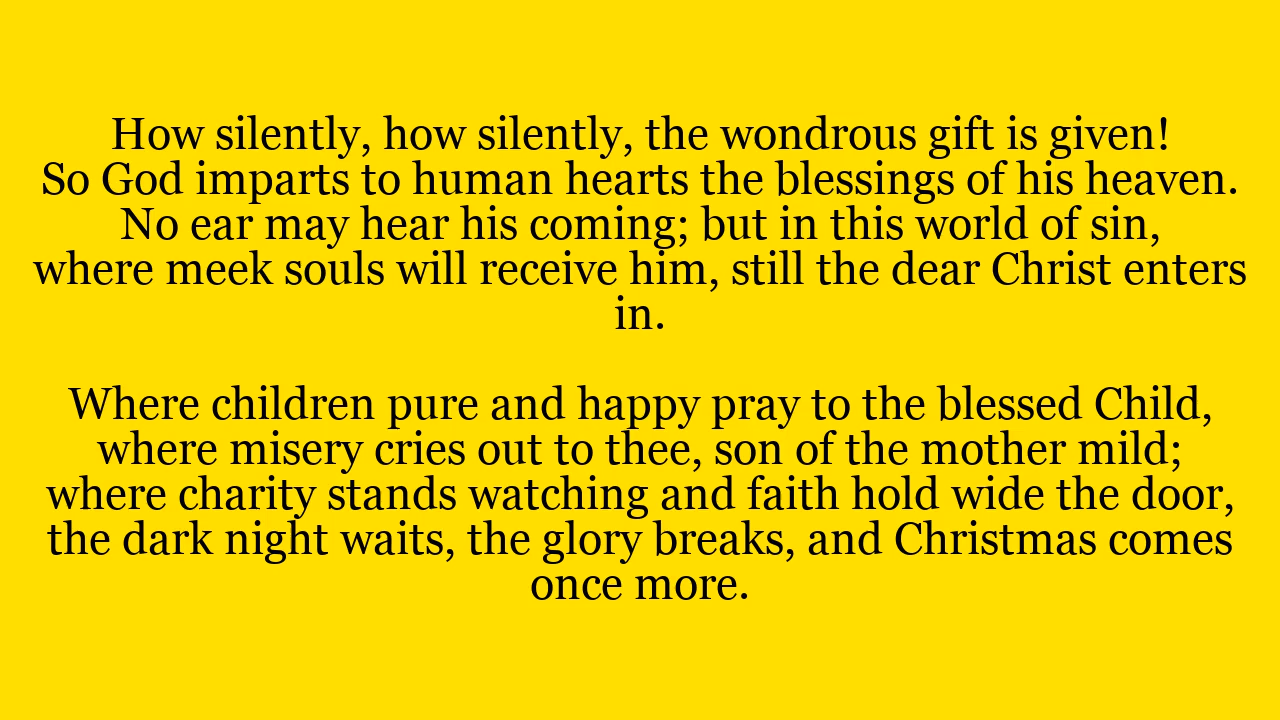 How silently, how silently, the wondrous gift is given!
So God imparts to human hearts the blessings of his heaven.
No ear may hear his coming; but in this world of sin,
where meek souls will receive him, still the dear Christ enters
in.
Where children pure and happy pray to the blessed Child,
where misery cries out to thee, son of the mother mild;
where charity stands watching and faith hold wide the door,
the dark night waits, the glory breaks, and Christmas comes
once more.